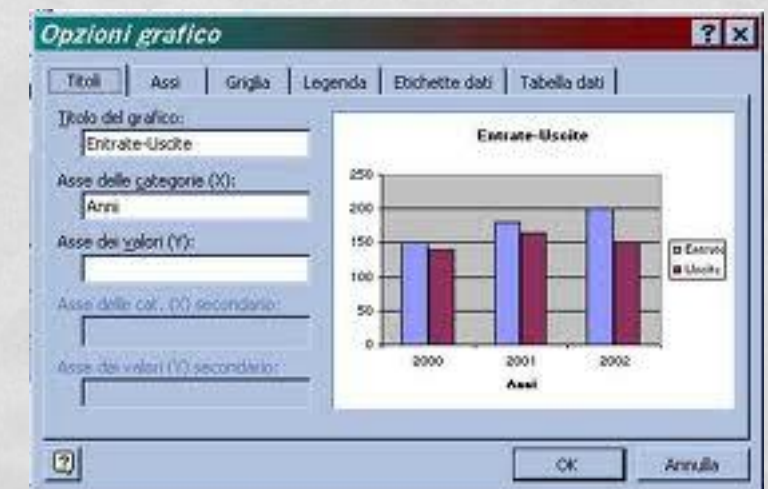 Opzioni grafico
Titoli Assi Griglia Legenda Etichette dati Tabella dati
Titolo del grafico:
Entrate-Uscite
Asse delle categorie (X):
Anni
Asse dei valori (Y):
Asse delle cat. (X) secondario:
Asse dei valori (Y) secondario:
Entrate-Uscite
250
200
150
100
50
0
2000 2001 2002
Anni
Entrate
Uscite
OK Annulla